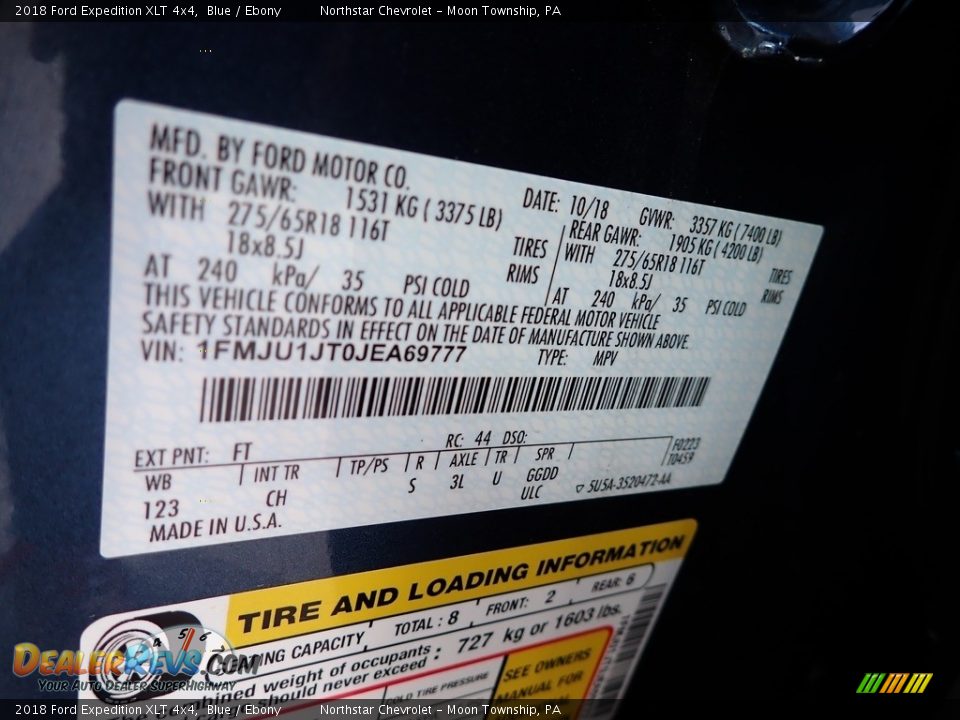 2018 Ford Expedition XLT 4x4, Blue / Ebony Northstar Chevrolet - Moon Township, PA
MFD. BY FORD MOTOR CO.
DATE: 10/18 GVWR: 3357 KG ( 7400 LB)
FRONT GAWR: 1531 KG ( 3375 LB) REAR GAWR: 1905 KG ( 4200 LB)
WITH 275/65R18 116T TIRES WITH 275/65R18 116T TIRES
18x8.5J RIMS 18x8.5J RIMS
AT 240 kPa/ 35 PSI COLD AT 240 kPa/ 35 PSI COLD
THIS VEHICLE CONFORMS TO ALL APPLICABLE FEDERAL MOTOR VEHICLE
SAFETY STANDARDS IN EFFECT ON THE DATE OF MANUFACTURE SHOWN ABOVE.
VIN: 1FMJU1JT0JEA69777 TYPE: MPV
EXT PNT: FT RC: 44 DSO: F0223
WB INT TR TP/PS R AXLE TR SPR T0459
123 CH S 3L U GGDD
ULC 5U5A-3520472-AA
MADE IN U.S.A.
TIRE AND LOADING INFORMATION
TOTAL : 8 FRONT: 2 REAR: 6
CAPACITY
weight of occupants
should never exceed : 727 kg or 1603 lbs.
COLD TIRE PRESSURE SEE OWNERS
MANUAL FOR
4 5 6
DEALERREVS.COM
YOUR AUTO DEALER SUPERHIGHWAY
2018 Ford Expedition XLT 4x4, Blue / Ebony Northstar Chevrolet - Moon Township, PA